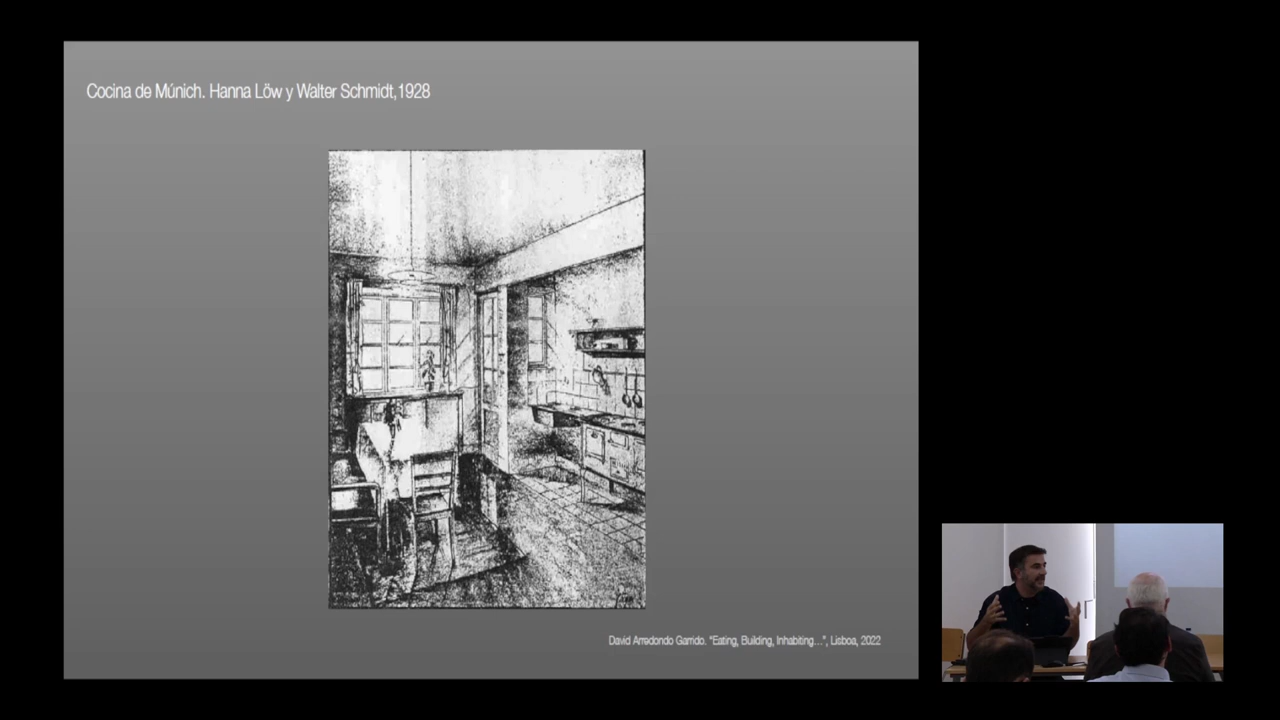 Cocina de Múnich. Hanna Löw y Walter Schmidt,1928
David Arredondo Garrido. "Eating, Building, Inhabiting...", Lisboa, 2022